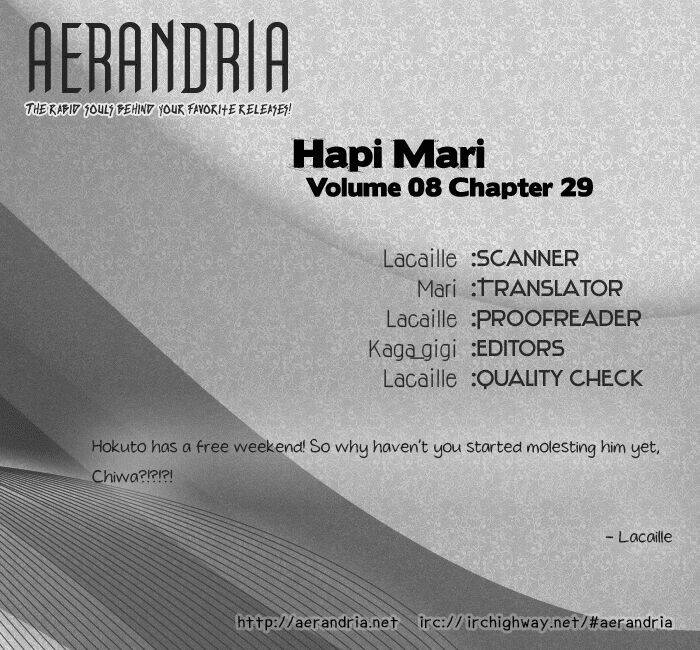 AERANDRIA
THE RABID SOULS BEHIND YOUR FAVORITE RELEASES!
Hapi Mari
Volume 08 Chapter 29
Lacaille :SCANNER
Mari :TRANSLATOR
Lacaille :PROOFREADER
Kaga_gigi :EDITORS
Lacaille :QUALITY CHECK
Hokuto has a free weekend! So why haven't you started molesting him yet,
Chiwa?!?!?!
- Lacaille
http://aerandria.net irc://irchighway.net/#aerandria